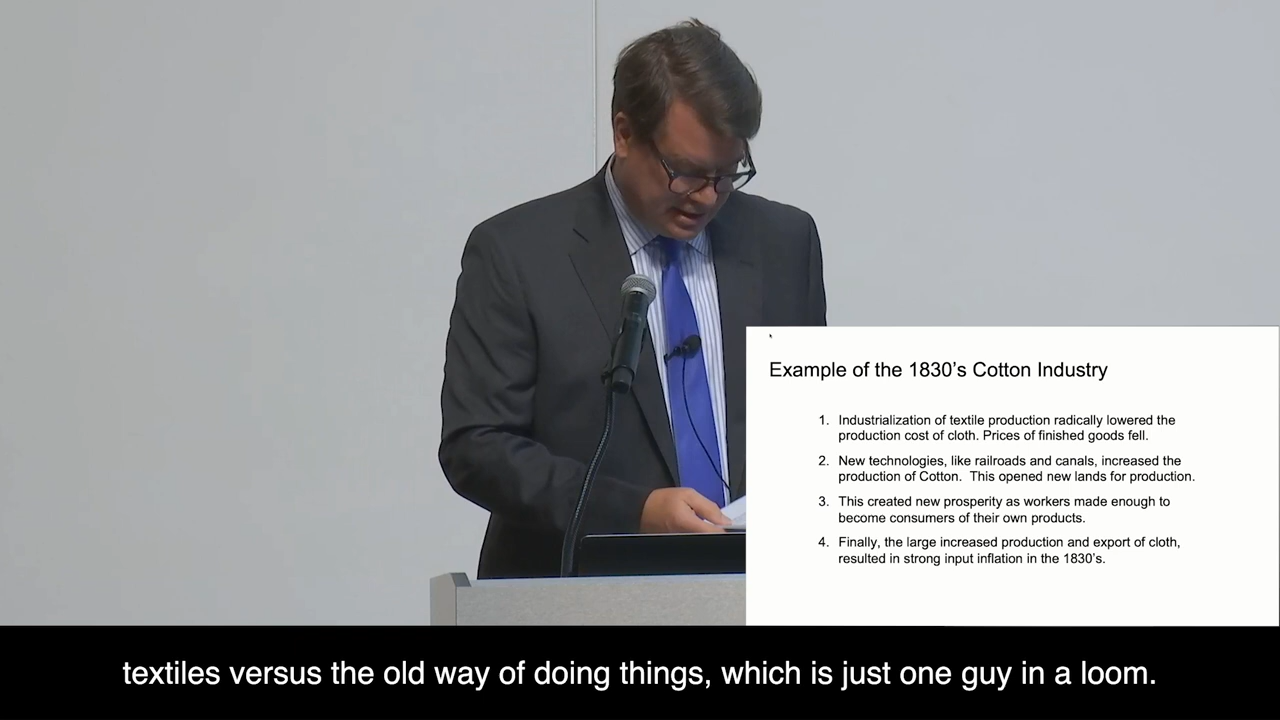 Example of the 1830's Cotton Industry
1. Industrialization of textile production radically lowered the
production cost of cloth. Prices of finished goods fell.
2. New technologies, like railroads and canals, increased the
production of Cotton.  This opened new lands for production.
3. This created new prosperity as workers made enough to
become consumers of their own products.
4. Finally, the large increased production and export of cloth,
resulted in strong input inflation in the 1830's.
textiles versus the old way of doing things, which is just one guy in a loom.